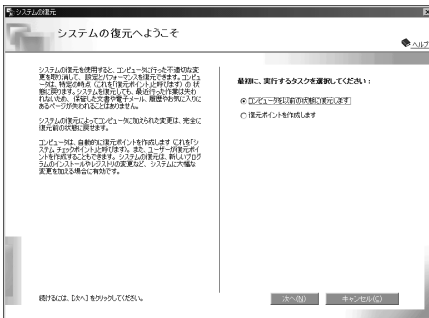 システムの復元
システムの復元へようこそ
ヘルプ
システムの復元を使用すると、コンピュータに行った不適切な変
更を取り消して、設定とパフォーマンスを復元できます。コンピュ
ータは、特定の時点 (これを「復元ポイント」と呼びます) の 状
態に戻ります。システムを復元しても、最近行った作業は失わ
れないため、保存した文書や電子メール、履歴やお気に入りに
あるページが失われることはありません。
システムの復元によってコンピュータに加えられた変更は、完全に
復元前の状態に戻せます。
コンピュータは、自動的に復元ポイントを作成します (これを「シ
ステム チェックポイント」と呼びます)。また、ユーザーが復元ポイ
ントを作成することもできます。システムの復元は、新しいプログ
ラムのインストールやレジストリの変更など、システムに大幅な
変更を加える場合に有効です。
最初に、実行するタスクを選択してください :
コンピュータを以前の状態に復元します
復元ポイントを作成します
続けるには、[次へ] をクリックしてください。
次へ(N)
キャンセル(C)